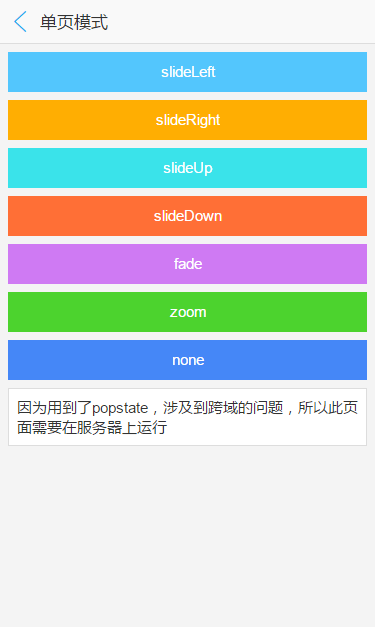 单页模式
slideLeft
slideRight
slideUp
slideDown
fade
zoom
none
因为用到了popstate，涉及到跨域的问题，所以此页
面需要在服务器上运行